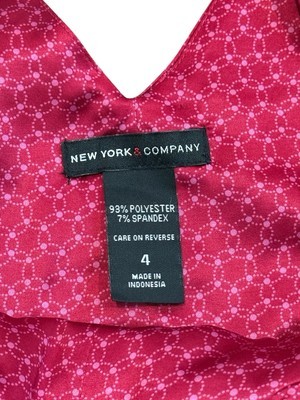 NEW YORK & COMPANY
93% POLYESTER
7% SPANDEX
CARE ON REVERSE
4
MADE IN
INDONESIA